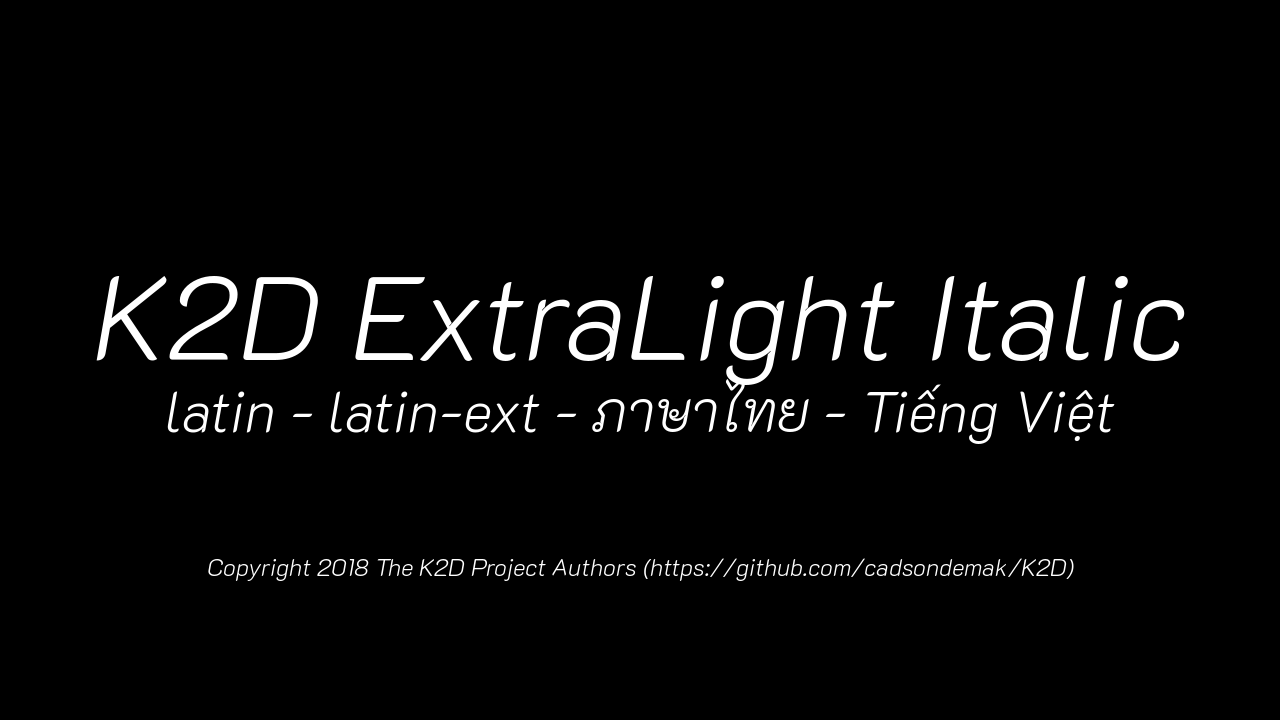 K2D ExtraLight Italic
latin - latin-ext - ภาษาไทย - Tiếng Việt
Copyright 2018 The K2D Project Authors (https://github.com/cadsondemak/K2D)